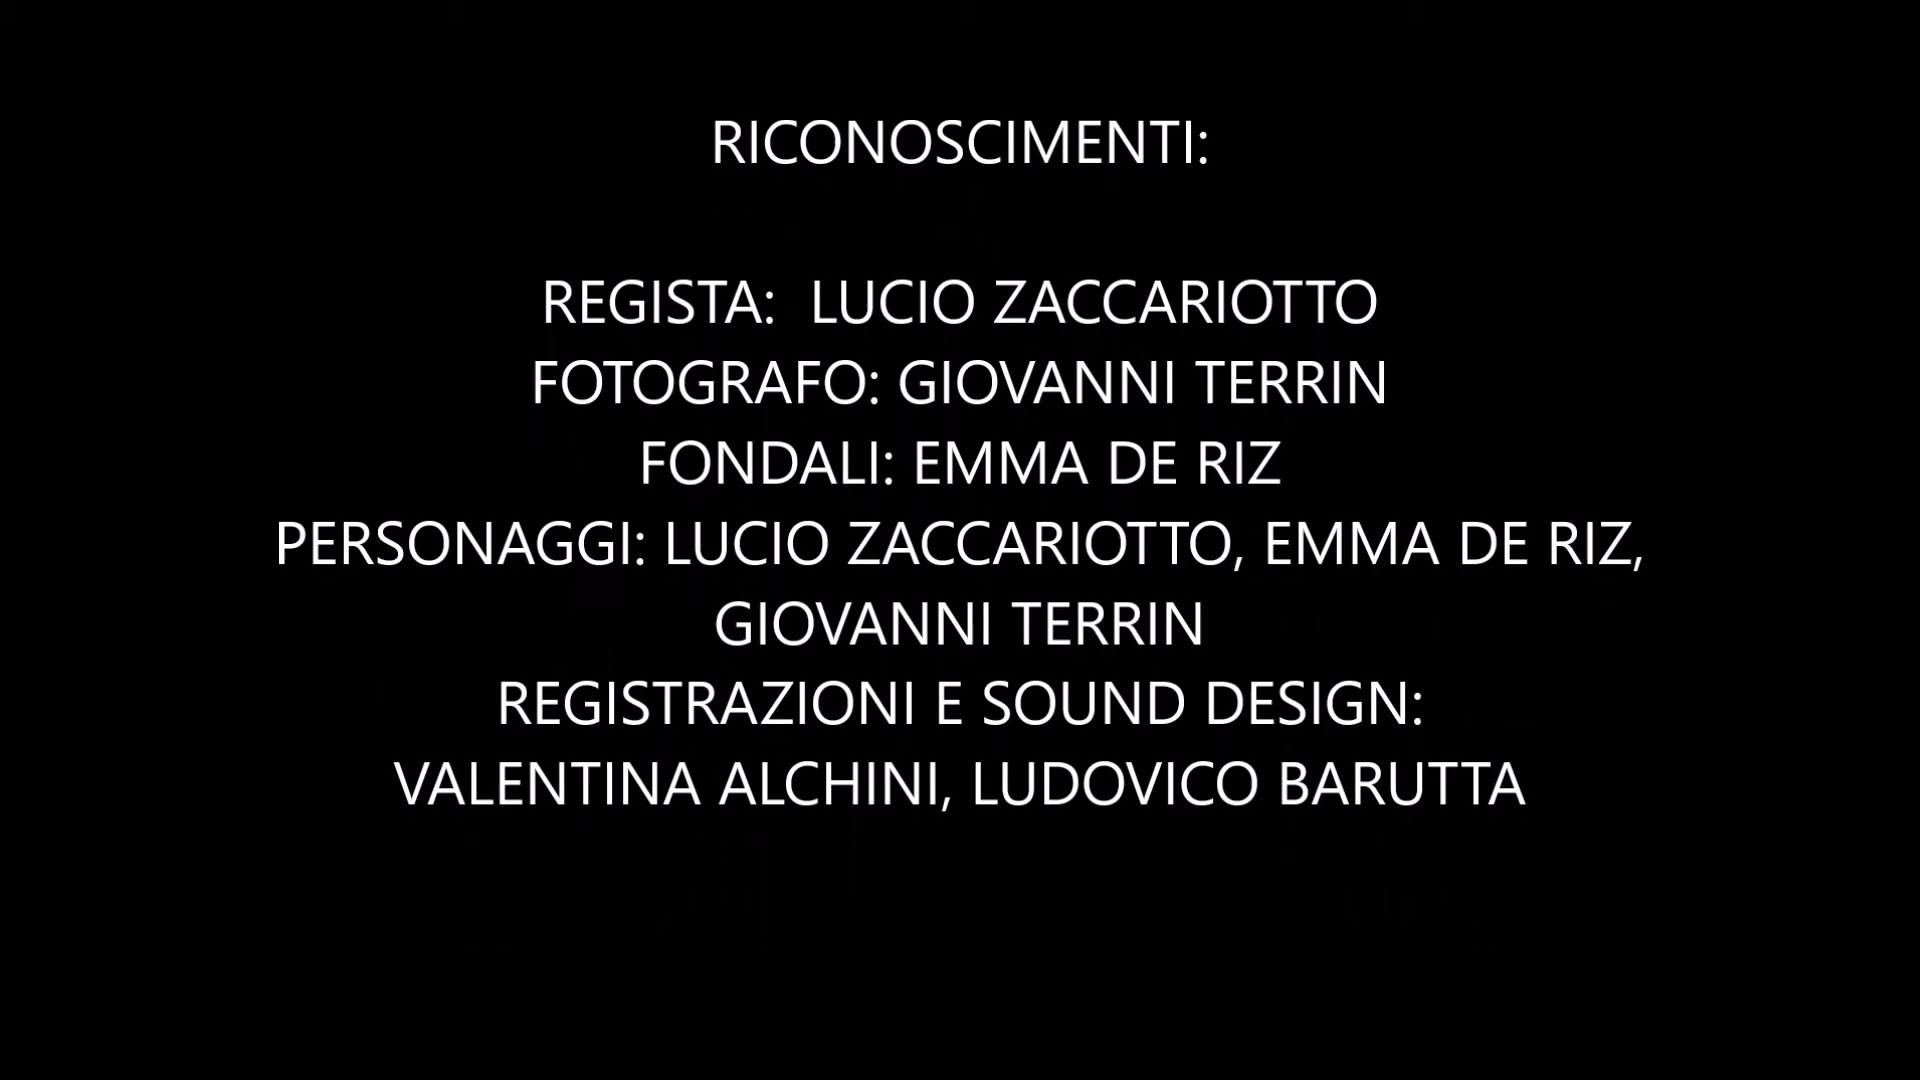 RICONOSCIMENTI:
REGISTA:  LUCIO ZACCARIOTTO
FOTOGRAFO: GIOVANNI TERRIN
FONDALI: EMMA DE RIZ
PERSONAGGI: LUCIO ZACCARIOTTO, EMMA DE RIZ,
GIOVANNI TERRIN
REGISTRAZIONI E SOUND DESIGN:
VALENTINA ALCHINI, LUDOVICO BARUTTA